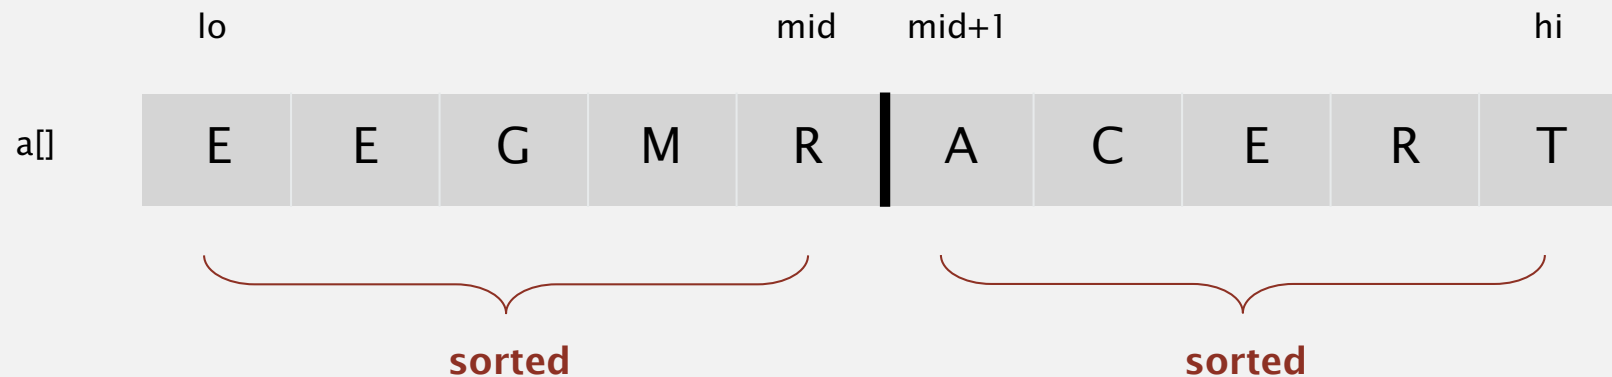 lo mid mid+1 hi
a[] E E G M R A C E R T
sorted sorted